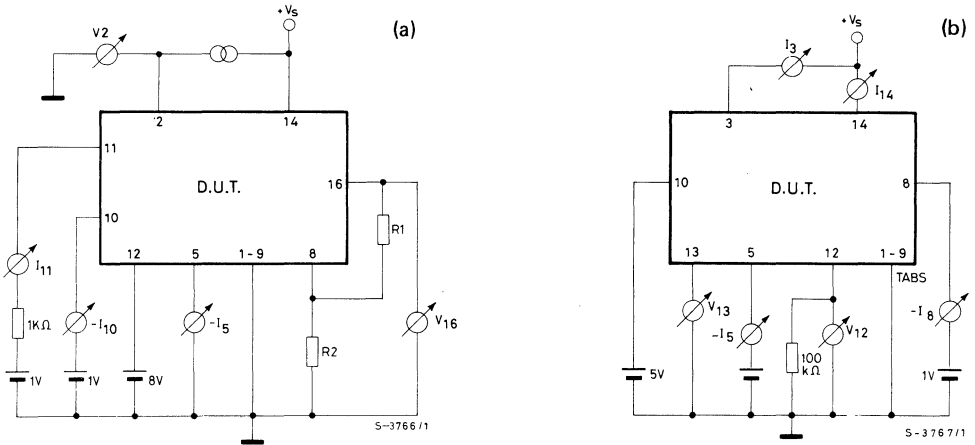 (a)
+Vs
V2
2
14
11
D.U.T.
16
10
R1
12
5
1-9
8
I11
1KΩ
-I10
-I5
R2
V16
1V
1V
8V
S-3766/1
(b)
+Vs
I3
I14
3
14
10
D.U.T.
8
13
5
12
1-9
TABS
V13
-I5
V12
-I8
100
kΩ
5V
1V
S-3767/1